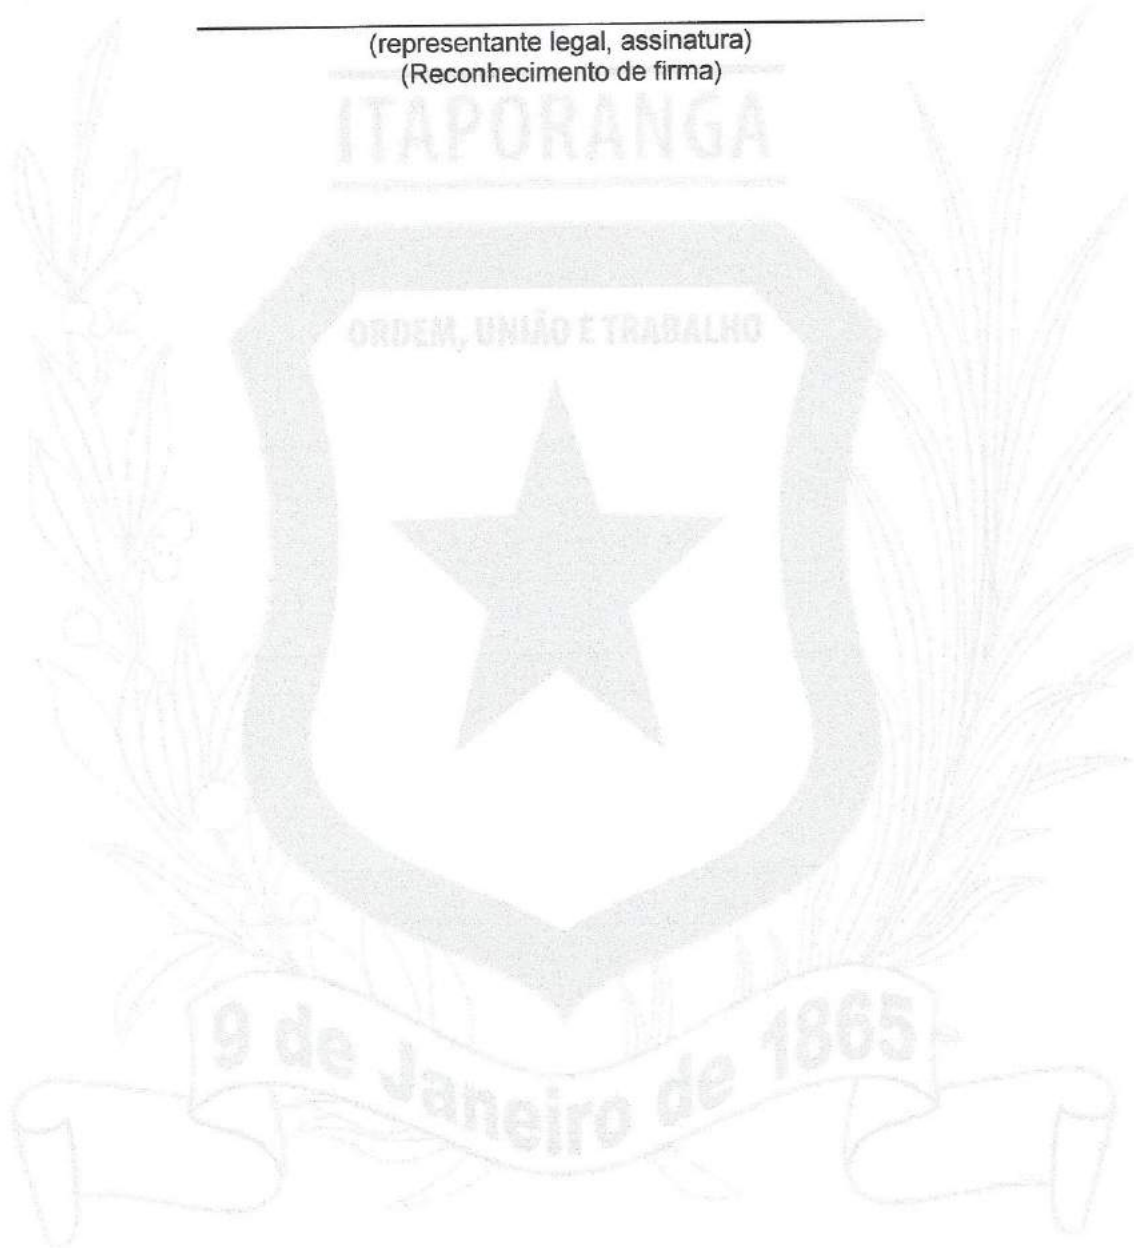 (representante legal, assinatura)
(Reconhecimento de firma)
ITAPORANGA
ORDEM, UNIÃO E TRABALHO
9 de Janeiro de 1865